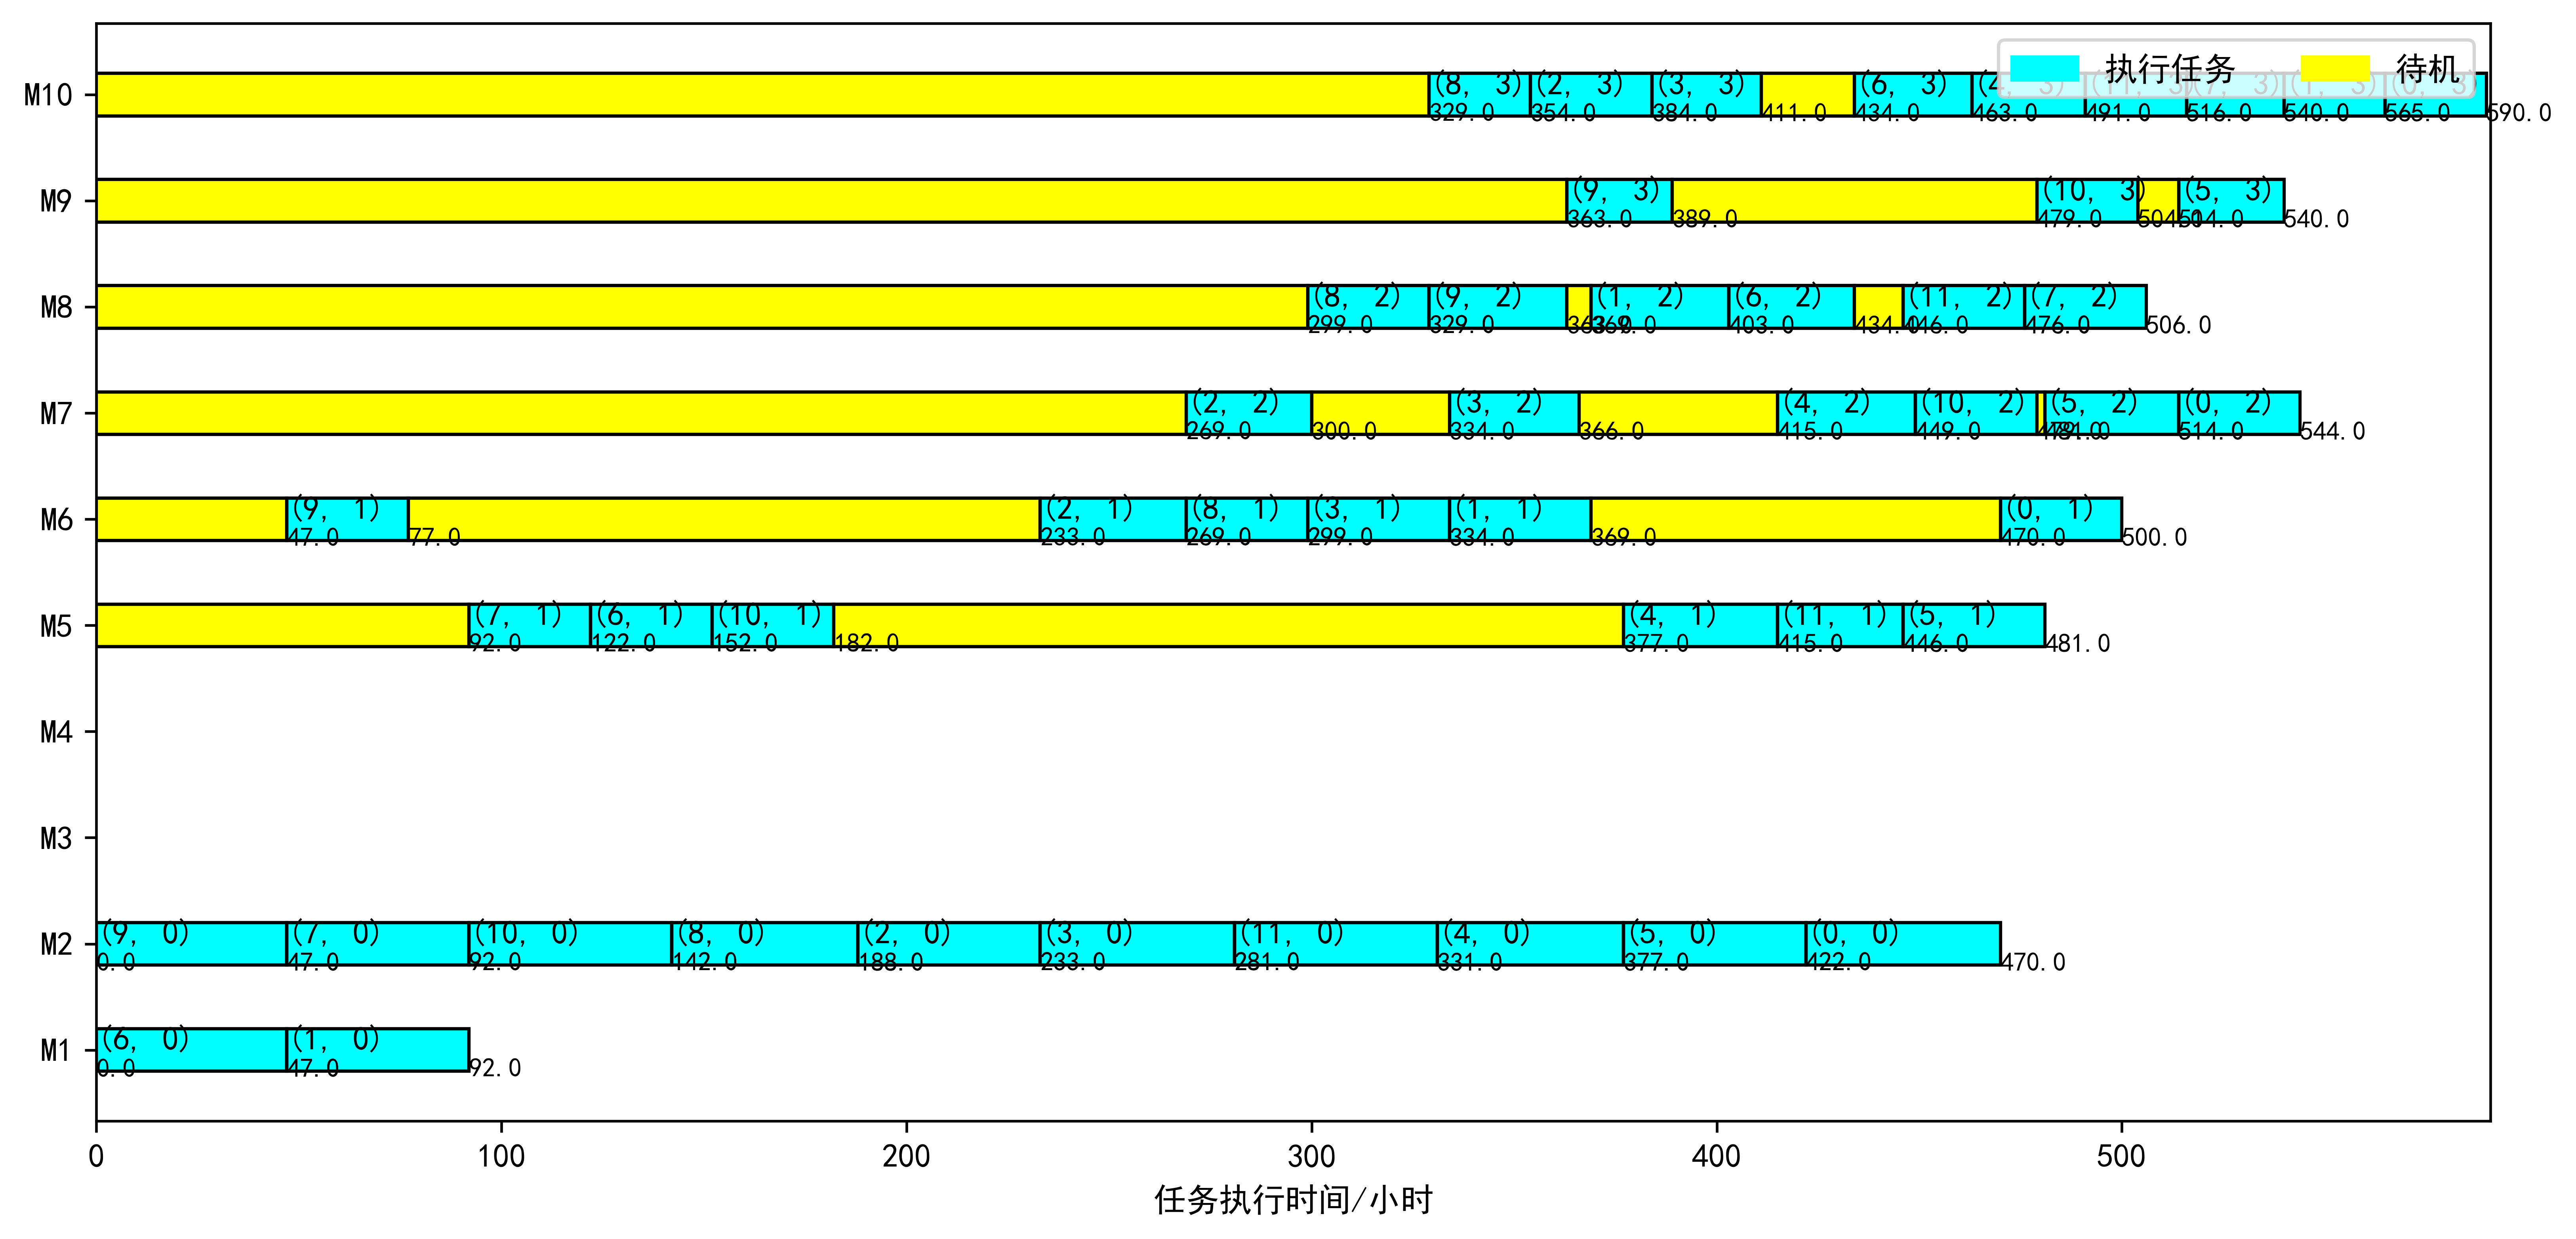 执行任务 待机
M10 (8, 3) (2, 3) (3, 3) (6, 3) (4, 3) (11, 3) (7, 3) (1, 3) (0, 3)
329.0 354.0 384.0 411.0 434.0 463.0 491.0 516.0 540.0 565.0 590.0
M9 (9, 3) (10, 3) (5, 3)
363.0 389.0 479.0 504.0 514.0 540.0
M8 (8, 2) (9, 2) (1, 2) (6, 2) (11, 2) (7, 2)
299.0 329.0 363.0 369.0 403.0 434.0 446.0 476.0 506.0
M7 (2, 2) (3, 2) (4, 2) (10, 2) (5, 2) (0, 2)
269.0 300.0 334.0 366.0 415.0 449.0 479.0 481.0 514.0 544.0
M6 (9, 1) (2, 1) (8, 1) (3, 1) (1, 1) (0, 1)
47.0 77.0 233.0 269.0 299.0 334.0 369.0 470.0 500.0
M5 (7, 1) (6, 1) (10, 1) (4, 1) (11, 1) (5, 1)
92.0 122.0 152.0 182.0 377.0 415.0 446.0 481.0
M4
M3
M2 (9, 0) (7, 0) (10, 0) (8, 0) (2, 0) (3, 0) (11, 0) (4, 0) (5, 0) (0, 0)
0.0 47.0 92.0 142.0 188.0 233.0 281.0 331.0 377.0 422.0 470.0
M1 (6, 0) (1, 0)
0.0 47.0 92.0
0 100 200 300 400 500
任务执行时间/小时